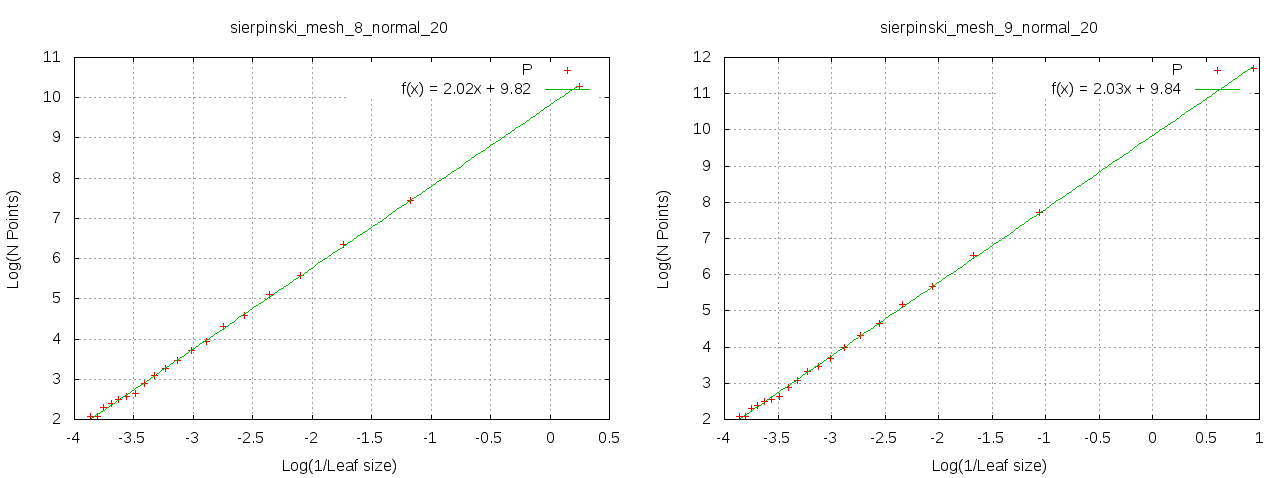 sierpinski_mesh_8_normal_20
P
f(x) = 2.02x + 9.82
11
10
9
8
7
6
5
4
3
2
Log(N Points)
-4 -3.5 -3 -2.5 -2 -1.5 -1 -0.5 0 0.5
Log(1/Leaf size)
sierpinski_mesh_9_normal_20
P
f(x) = 2.03x + 9.84
12
11
10
9
8
7
6
5
4
3
2
Log(N Points)
-4 -3.5 -3 -2.5 -2 -1.5 -1 -0.5 0 0.5 1
Log(1/Leaf size)